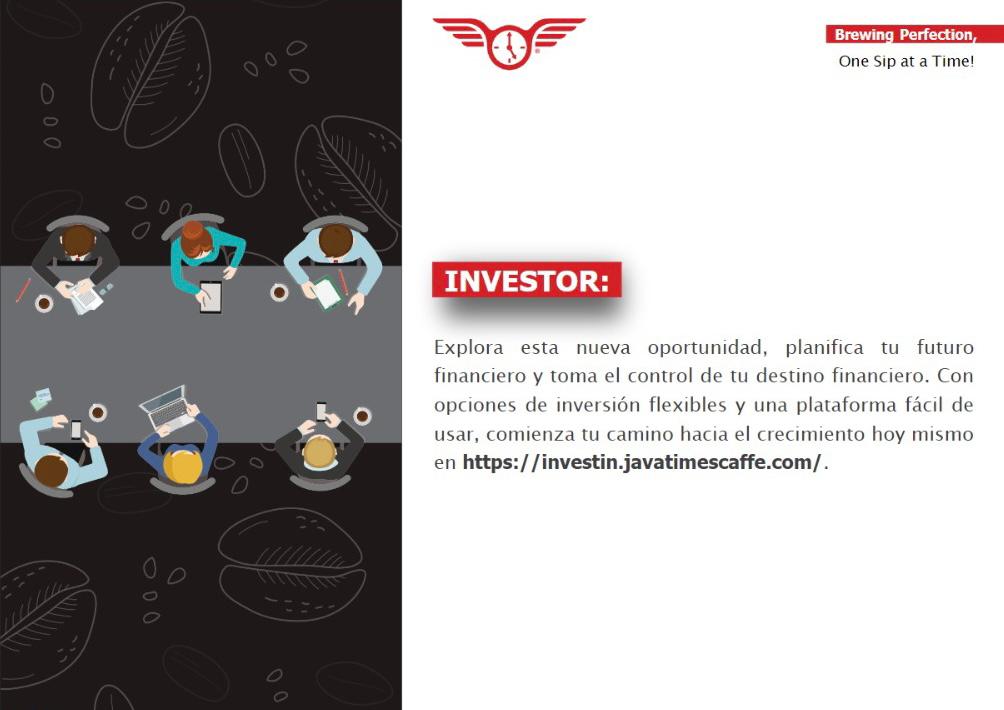 Brewing Perfection,
One Sip at a Time!
INVESTOR:
Explora esta nueva oportunidad, planifica tu futuro
financiero y toma el control de tu destino financiero. Con
opciones de inversión flexibles y una plataforma fácil de
usar, comienza tu camino hacia el crecimiento hoy mismo
en https://investin.javatimescaffe.com/.